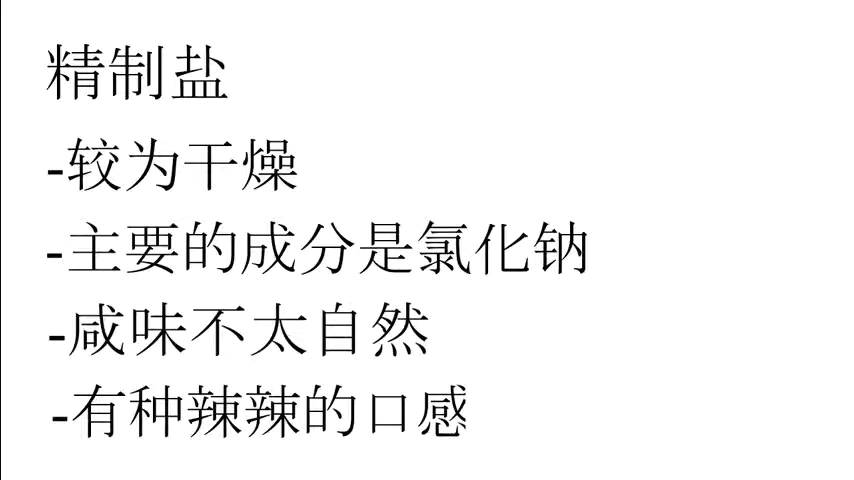 精制盐
-较为干燥
-主要的成分是氯化钠
-咸味不太自然
-有种辣辣的口感